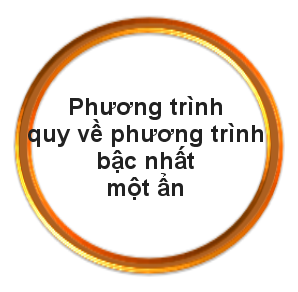 Phương trình
quy về phương trình
bậc nhất
một ẩn